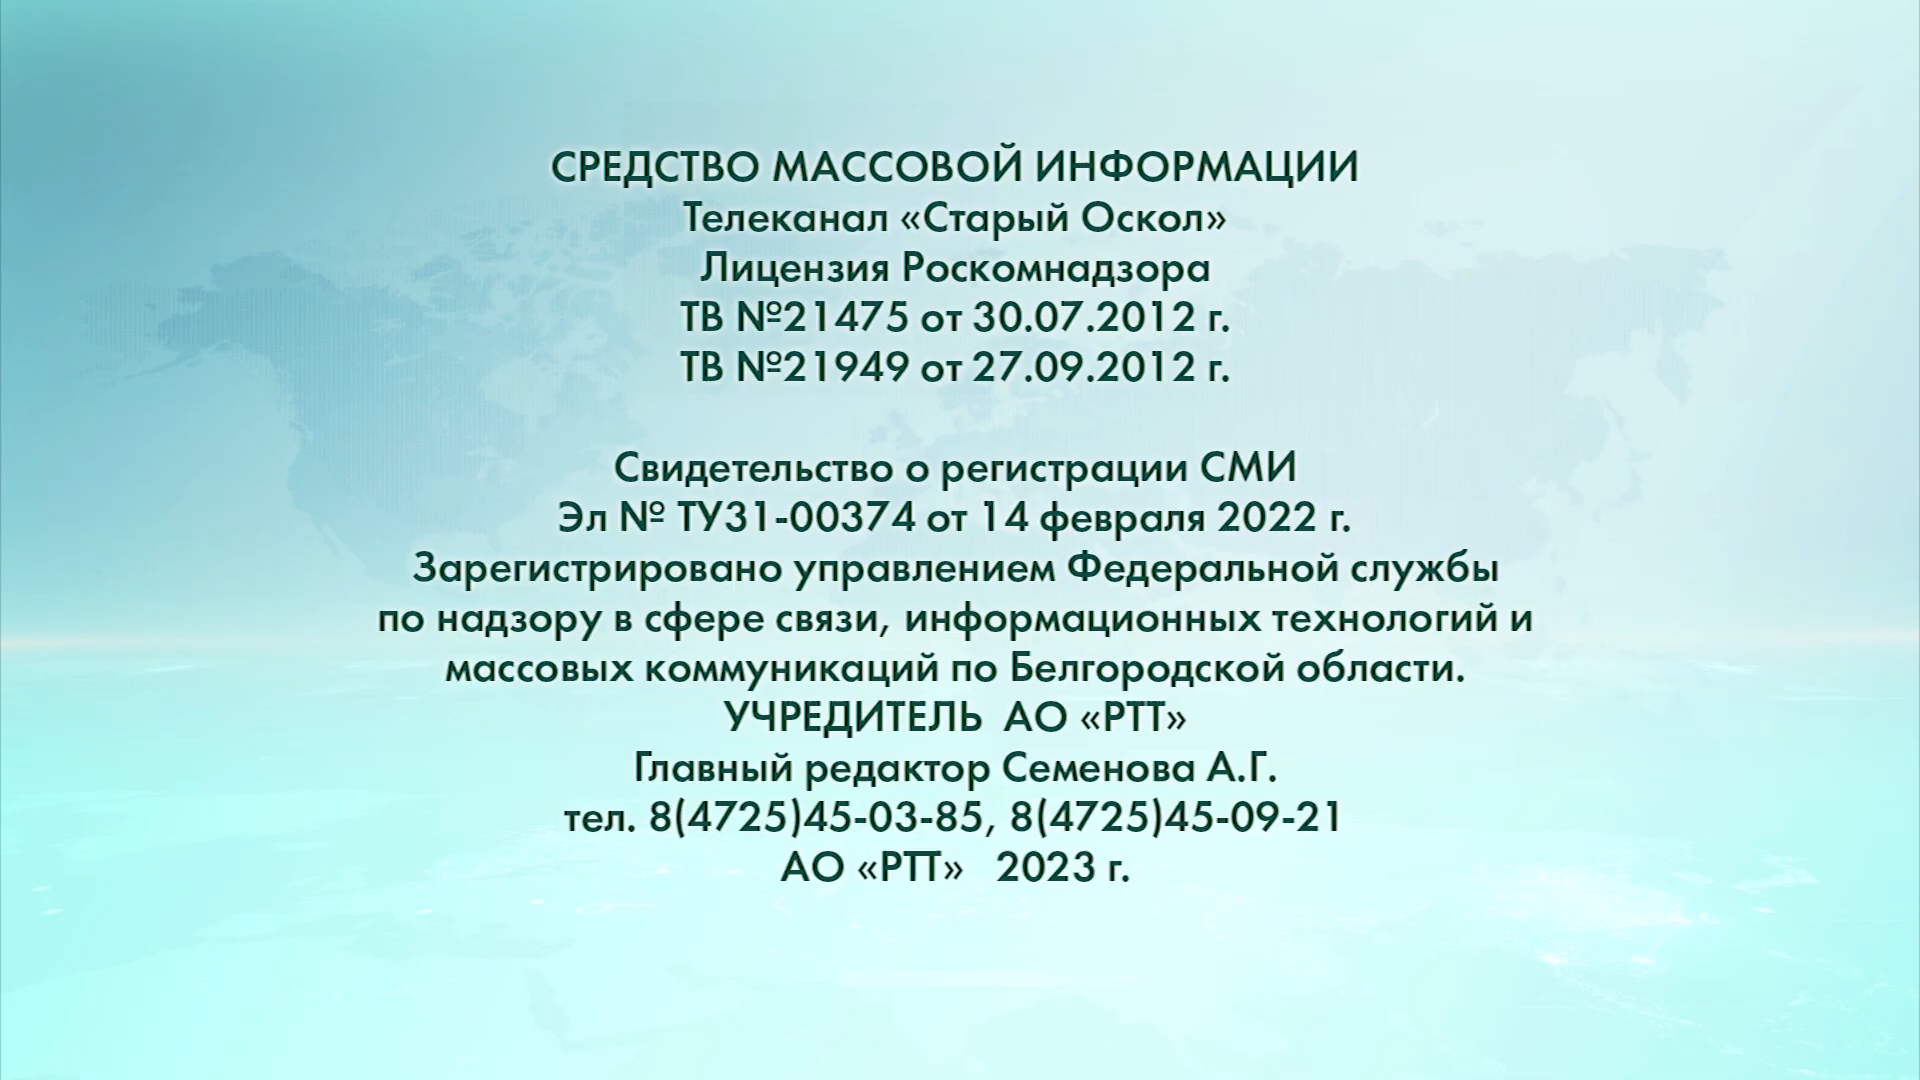 СРЕДСТВО МАССОВОЙ ИНФОРМАЦИИ
Телеканал «Старый Оскол»
Лицензия Роскомнадзора
ТВ №21475 от 30.07.2012 г.
ТВ №21949 от 27.09.2012 г.
Свидетельство о регистрации СМИ
Эл № ТУ31-00374 от 14 февраля 2022 г.
Зарегистрировано управлением Федеральной службы
по надзору в сфере связи, информационных технологий и
массовых коммуникаций по Белгородской области.
УЧРЕДИТЕЛЬ АО «РТТ»
Главный редактор Семенова А.Г.
тел. 8(4725)45-03-85, 8(4725)45-09-21
АО «РТТ» 2023 г.